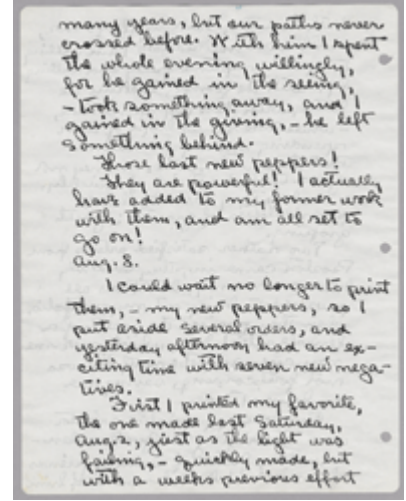 many years, but our paths never
crossed before. With him I spent
the whole evening willingly,
for he gained in the seeing,
– took something away, and I
gained in the giving, – he left
something behind.
Those last new peppers!
They are powerful! I actually
have added to my former work
with them, and am all set to
go on!
Aug. 8.
I could wait no longer to print
them, – my new peppers, so I
put aside several orders, and
yesterday afternoon had an ex-
citing time with seven new nega-
tives.
First I printed my favorite,
the one made last Saturday,
Aug. 2, just as the light was
failing, – quickly made, but
with a weeks previous effort